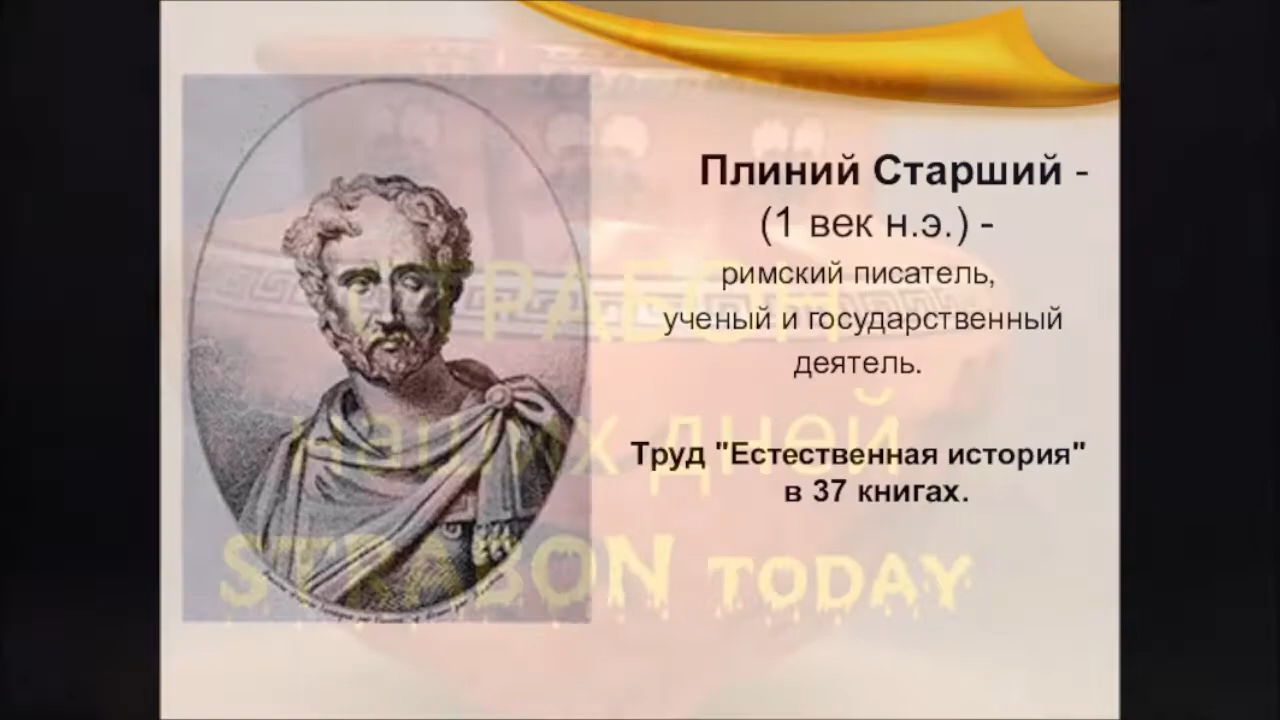 Плиний Старший -
(1 век н.э.) -
римский писатель,
ученый и государственный
деятель.
Труд "Естественная история"
в 37 книгах.
СТРАБОН
наших дней
STRABON TODAY